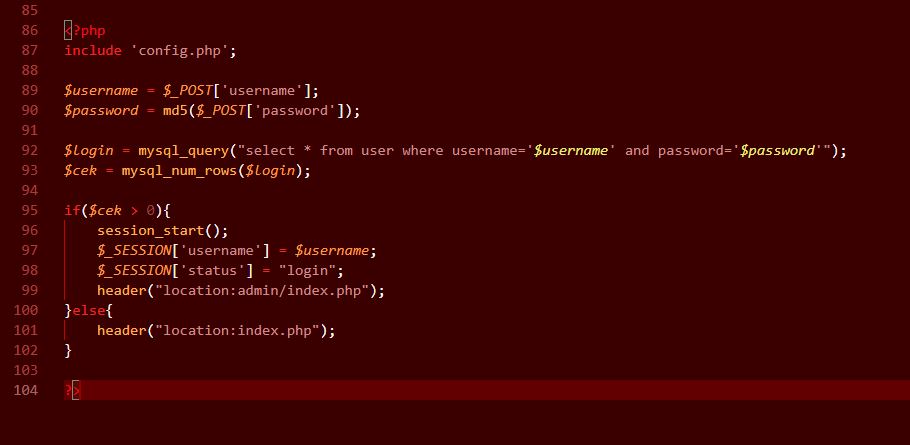 85
86 <?php
87 include 'config.php';
88
89 $username = $_POST['username'];
90 $password = md5($_POST['password']);
91
92 $login = mysql_query("select * from user where username='$username' and password='$password'");
93 $cek = mysql_num_rows($login);
94
95 if($cek > 0){
96     session_start();
97     $_SESSION['username'] = $username;
98     $_SESSION['status'] = "login";
99     header("location:admin/index.php");
100 }else{
101     header("location:index.php");
102 }
103
104 ?>